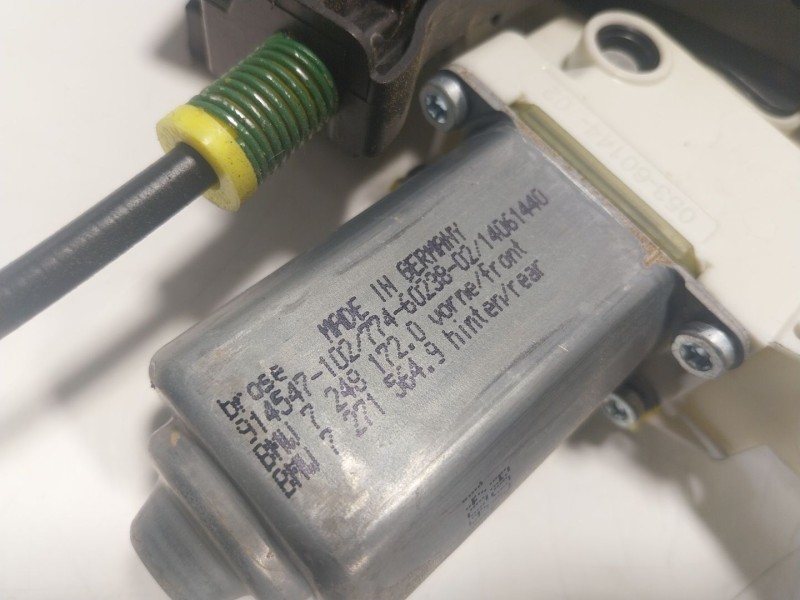 brose MADE IN GERMANY
914547-102/774-60238-02/14061440
BMW 7 249 172.0 vorne/front
BMW 7 271 564.9 hinten/rear